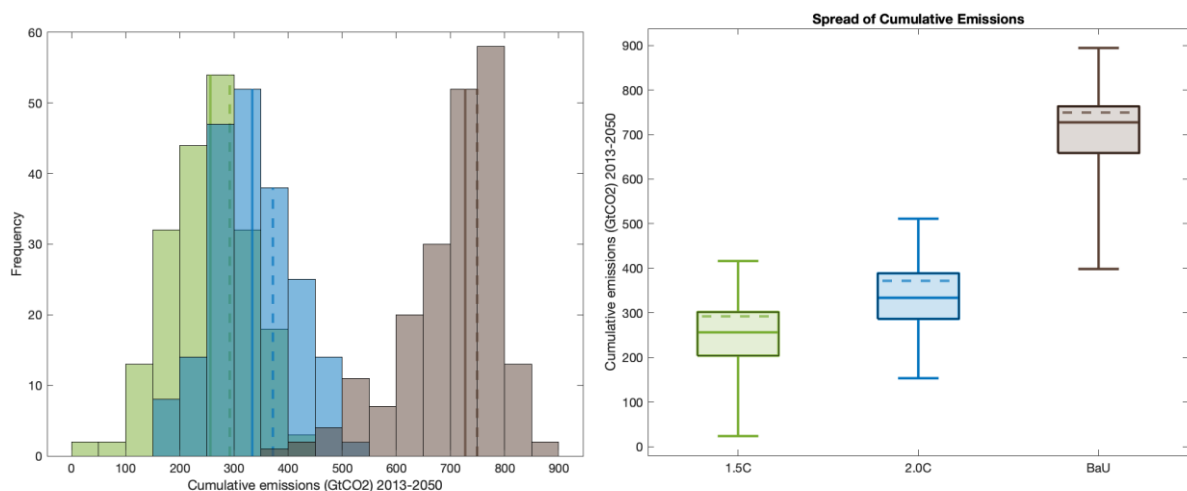 60
50
40
30
20
10
0
Frequency
0 100 200 300 400 500 600 700 800 900
Cumulative emissions (GtCO2) 2013-2050
Spread of Cumulative Emissions
900
800
700
600
500
400
300
200
100
0
Cumulative emissions (GtCO2) 2013-2050
1.5C 2.0C BaU